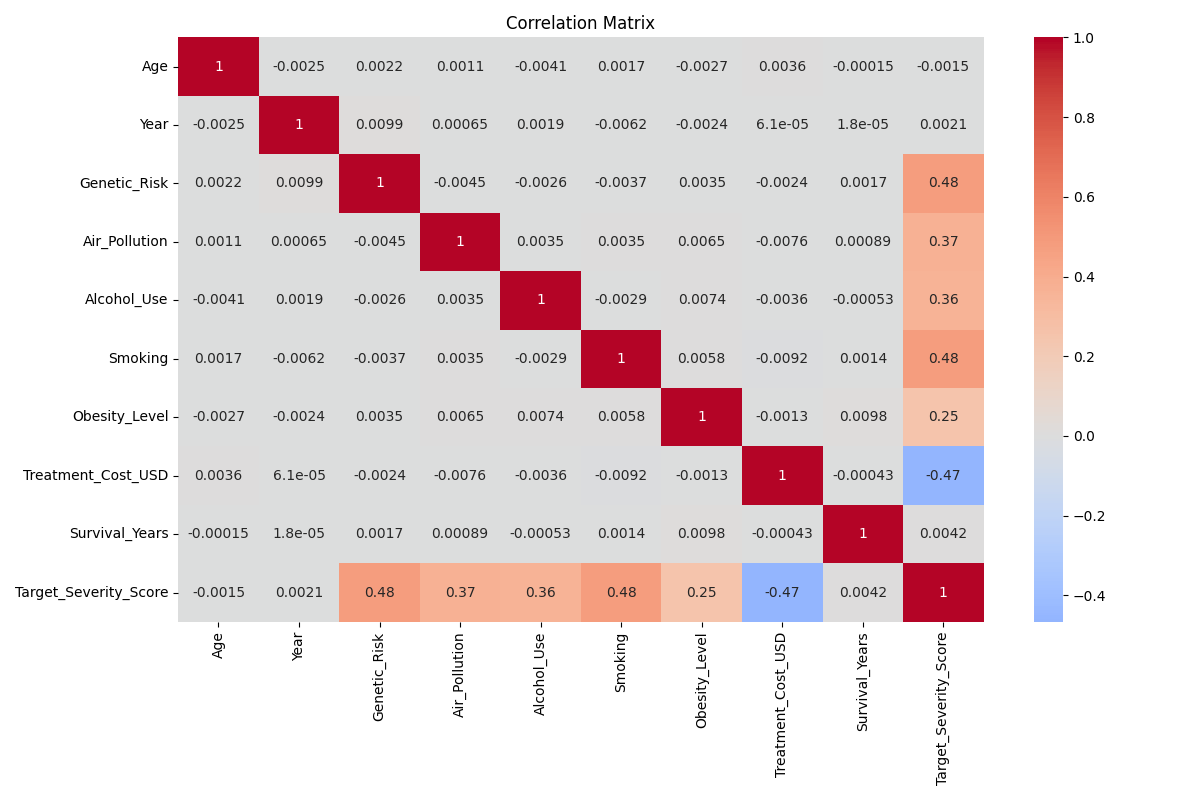 Correlation Matrix
Age 1 -0.0025 0.0022 0.0011 -0.0041 0.0017 -0.0027 0.0036 -0.00015 -0.0015
Year -0.0025 1 0.0099 0.00065 0.0019 -0.0062 -0.0024 6.1e-05 1.8e-05 0.0021
Genetic_Risk 0.0022 0.0099 1 -0.0045 -0.0026 -0.0037 0.0035 -0.0024 0.0017 0.48
Air_Pollution 0.0011 0.00065 -0.0045 1 0.0035 0.0035 0.0065 -0.0076 0.00089 0.37
Alcohol_Use -0.0041 0.0019 -0.0026 0.0035 1 -0.0029 0.0074 -0.0036 -0.00053 0.36
Smoking 0.0017 -0.0062 -0.0037 0.0035 -0.0029 1 0.0058 -0.0092 0.0014 0.48
Obesity_Level -0.0027 -0.0024 0.0035 0.0065 0.0074 0.0058 1 -0.0013 0.0098 0.25
Treatment_Cost_USD 0.0036 6.1e-05 -0.0024 -0.0076 -0.0036 -0.0092 -0.0013 1 -0.00043 -0.47
Survival_Years -0.00015 1.8e-05 0.0017 0.00089 -0.00053 0.0014 0.0098 -0.00043 1 0.0042
Target_Severity_Score -0.0015 0.0021 0.48 0.37 0.36 0.48 0.25 -0.47 0.0042 1
Age
Year
Genetic_Risk
Air_Pollution
Alcohol_Use
Smoking
Obesity_Level
Treatment_Cost_USD
Survival_Years
Target_Severity_Score
1.0
0.8
0.6
0.4
0.2
0.0
−0.2
−0.4